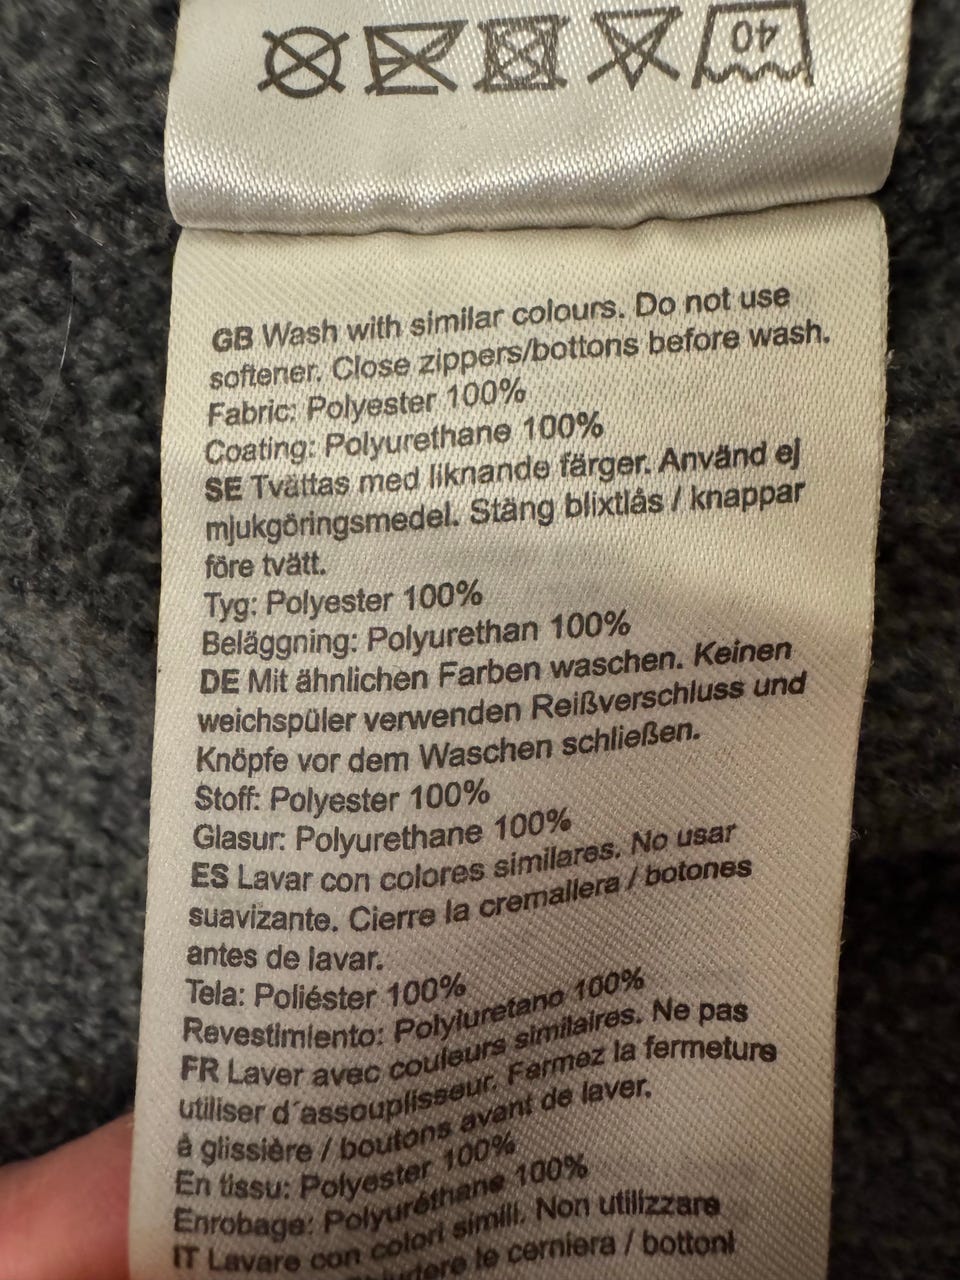 40
GB Wash with similar colours. Do not use
softener. Close zippers/bottons before wash.
Fabric: Polyester 100%
Coating: Polyurethane 100%
SE Tvättas med liknande färger. Använd ej
mjukgöringsmedel. Stäng blixtlås / knappar
före tvätt.
Tyg: Polyester 100%
Beläggning: Polyurethan 100%
DE Mit ähnlichen Farben waschen. Keinen
weichspüler verwenden Reißverschluss und
Knöpfe vor dem Waschen schließen.
Stoff: Polyester 100%
Glasur: Polyurethane 100%
ES Lavar con colores similares. No usar
suavizante. Cierre la cremallera / botones
antes de lavar.
Tela: Poliéster 100%
Revestimiento: Polyiuretano 100%
FR Laver avec couleurs similaires. Ne pas
utiliser d´assouplisseur. Fermez la fermeture
à glissière / boutons avant de laver.
En tissu: Polyester 100%
Enrobage: Polyuréthane 100%
IT Lavare con colori simili. Non utilizzare
le cerniera / bottoni